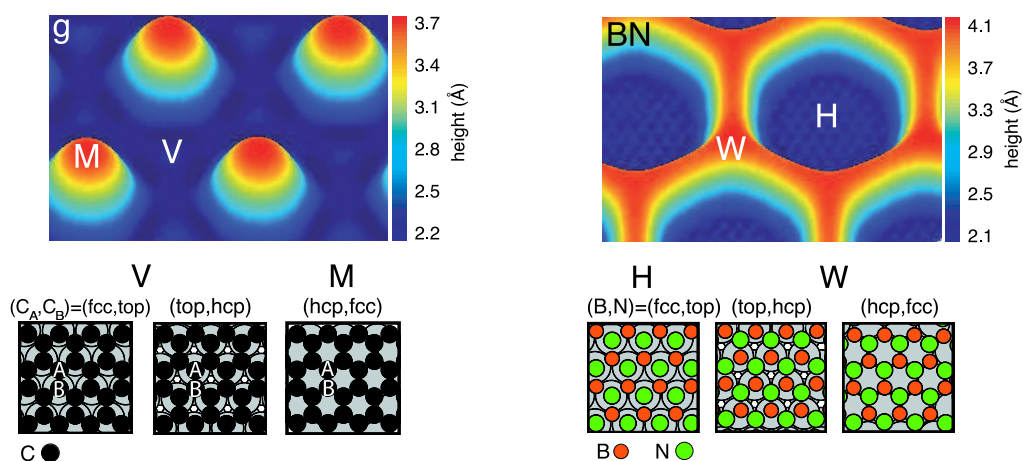 g
M
V
3.7
3.4
3.1
2.8
2.5
2.2
height (Å)
BN
H
W
4.1
3.7
3.3
2.9
2.5
2.1
height (Å)
V
M
(C_A,C_B)=(fcc,top)
(top,hcp)
(hcp,fcc)
A
B
A
B
A
B
C
H
W
(B,N)=(fcc,top)
(top,hcp)
(hcp,fcc)
B
N